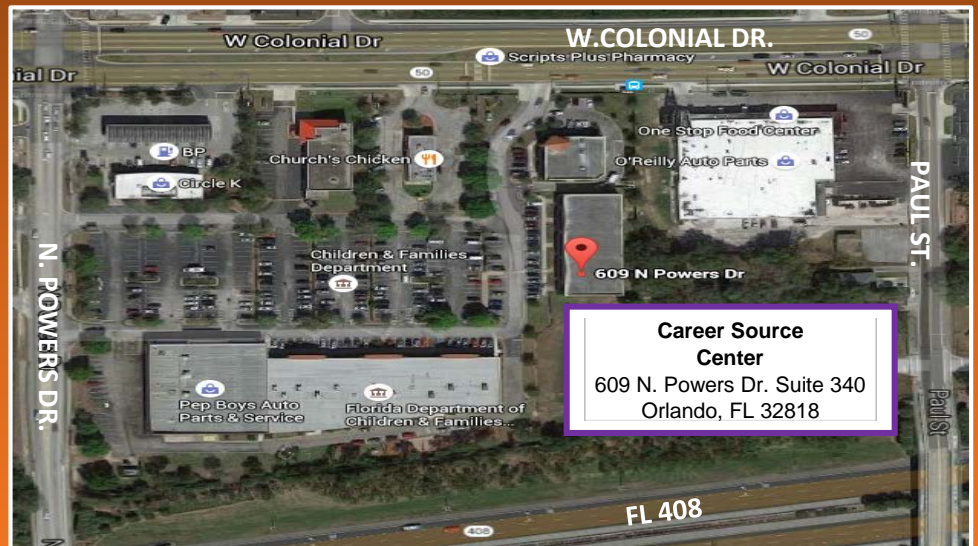 W Colonial Dr
W.COLONIAL DR.
50
Scripts Plus Pharmacy
ial Dr
50
W Colonial Dr
BP
Circle K
Church's Chicken
One Stop Food Center
O'Reilly Auto Parts
PAUL ST.
N. POWERS DR.
Children & Families
Department
609 N Powers Dr
Career Source
Center
609 N. Powers Dr. Suite 340
Orlando, FL 32818
Pep Boys Auto
Parts & Service
Florida Department of
Children & Families...
Paul St
FL 408
408